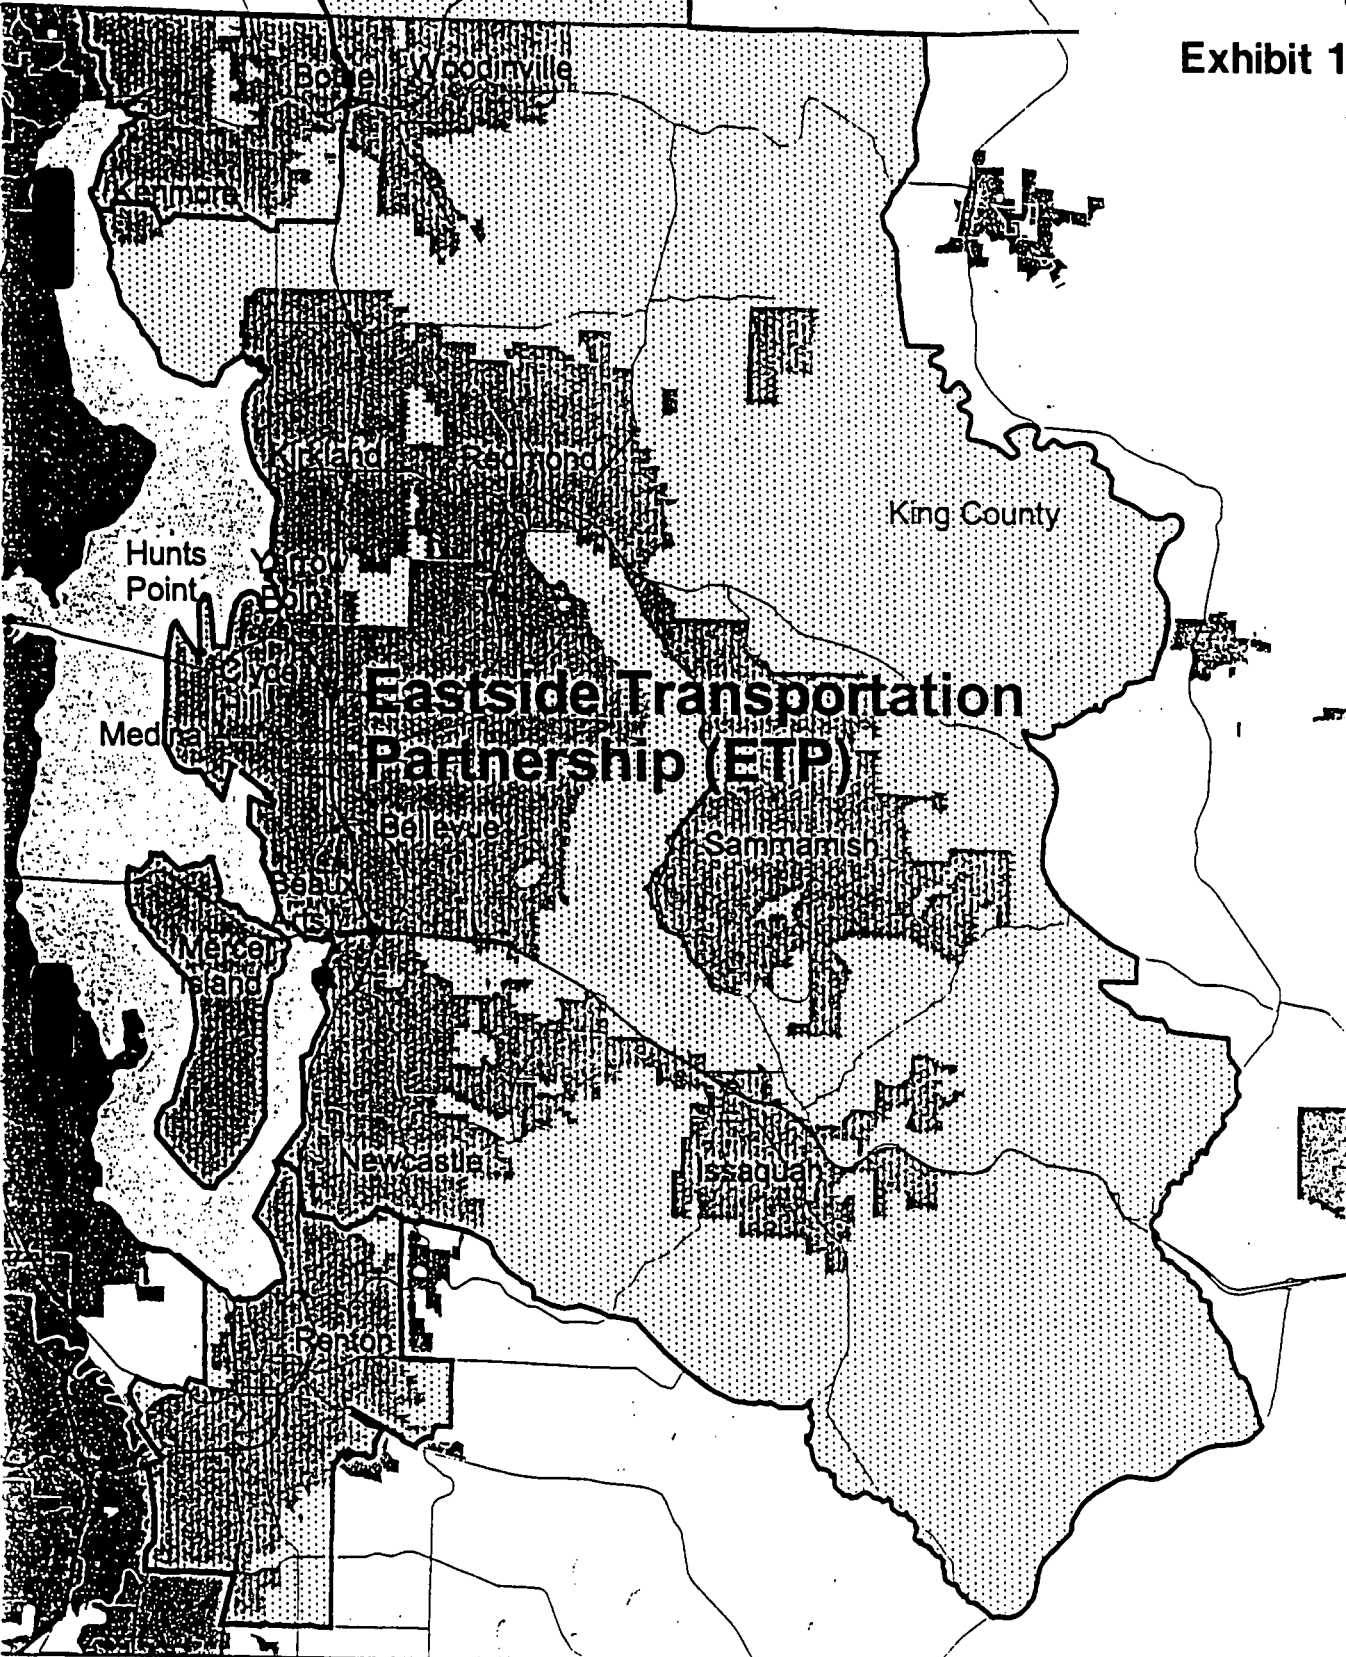 Exhibit 1
Bothell Woodinville
Kenmore
Kirkland Redmond
King County
Hunts
Point
Yarrow
Point
Clyde
Hill
Medina
Eastside Transportation
Partnership (ETP)
Bellevue
Sammamish
Beaux
Arts
Mercer
Island
Newcastle
Issaquah
Renton